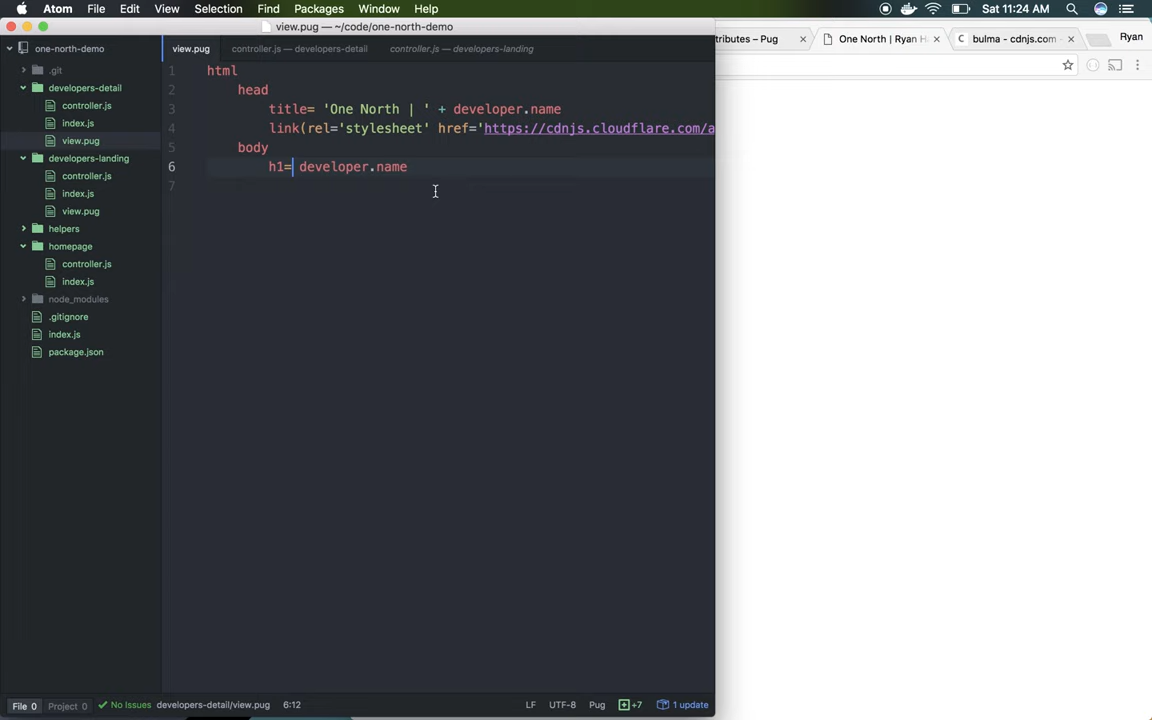 Atom File Edit View Selection Find Packages Window Help Sat 11:24 AM
view.pug — ~/code/one-north-demo
one-north-demo
.git
developers-detail
controller.js
index.js
view.pug
developers-landing
controller.js
index.js
view.pug
helpers
homepage
controller.js
index.js
node_modules
.gitignore
index.js
package.json
view.pug controller.js — developers-detail controller.js — developers-landing
1 html
2 head
3 title= 'One North | ' + developer.name
4 link(rel='stylesheet' href='https://cdnjs.cloudflare.com/a
5 body
6 h1= developer.name
7
File 0 Project 0 No Issues developers-detail/view.pug 6:12 LF UTF-8 Pug +7 1 update
tributes – Pug × One North | Ryan H × C bulma - cdnjs.com × Ryan